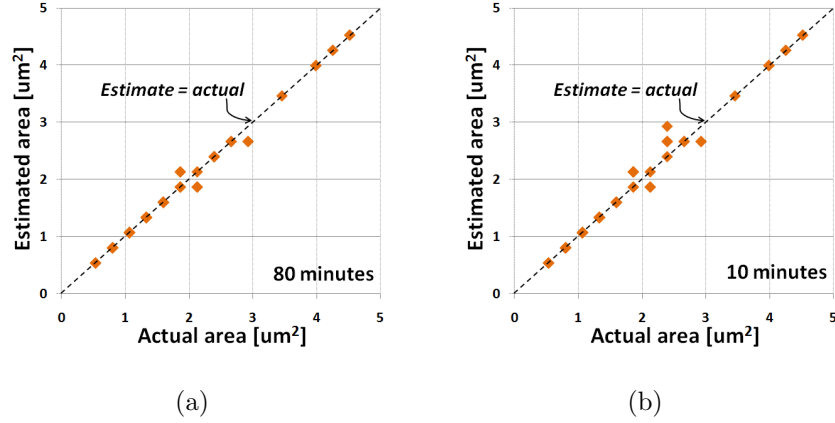 5
4
3
2
1
0
Estimated area [um²]
Estimate = actual
80 minutes
0 1 2 3 4 5
Actual area [um²]
(a)
5
4
3
2
1
0
Estimated area [um²]
Estimate = actual
10 minutes
0 1 2 3 4 5
Actual area [um²]
(b)